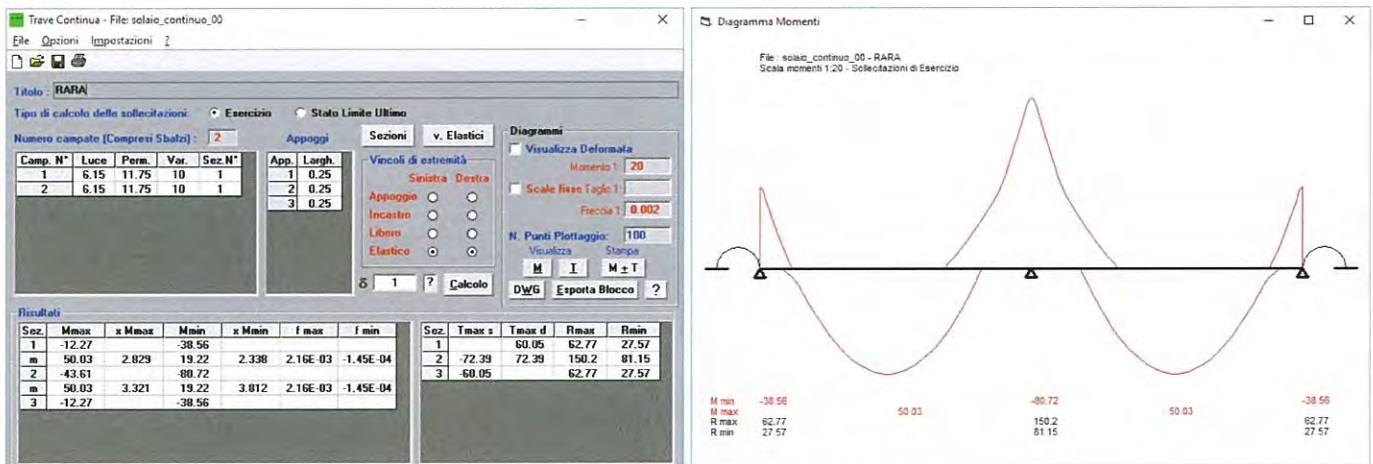 Trave Continua - File: solaio_continuo_00
File Opzioni Impostazioni ?
Titolo : RARA
Tipo di calcolo delle sollecitazioni: Esercizio Stato Limite Ultimo
Numero campate (Compresi Sbalzi) : 2
Camp. N° Luce Perm. Var. Sez.N°
1 6.15 11.75 10 1
2 6.15 11.75 10 1
Appoggi
App. Largh.
1 0.25
2 0.25
3 0.25
Sezioni v. Elastici
Vincoli di estremità
Sinistra Destra
Appoggio
Incastro
Libero
Elastico
δ 1 ? Calcolo
Diagrammi
Visualizza Deformata
Momento 1: 20
Scale fisse Taglio 1:
Freccia 1: 0.002
N. Punti Plottaggio: 100
Visualizza Stampa
M T M + T
DWG Esporta Blocco ?
Risultati
Sez. Mmax x Mmax Mmin x Mmin f max f min
1 -12.27 -38.56
m 50.03 2.829 19.22 2.338 2.16E-03 -1.45E-04
2 -43.61 -80.72
m 50.03 3.321 19.22 3.812 2.16E-03 -1.45E-04
3 -12.27 -38.56
Sez. Tmax s Tmax d Rmax Rmin
1 60.05 62.77 27.57
2 -72.39 72.39 150.2 81.15
3 -60.05 62.77 27.57
Diagramma Momenti
File : solaio_continuo_00 - RARA
Scala momenti 1:20 - Sollecitazioni di Esercizio
M min -38.56 -80.72 -38.56
M max 50.03 50.03
R max 62.77 150.2 62.77
R min 27.57 81.15 27.57